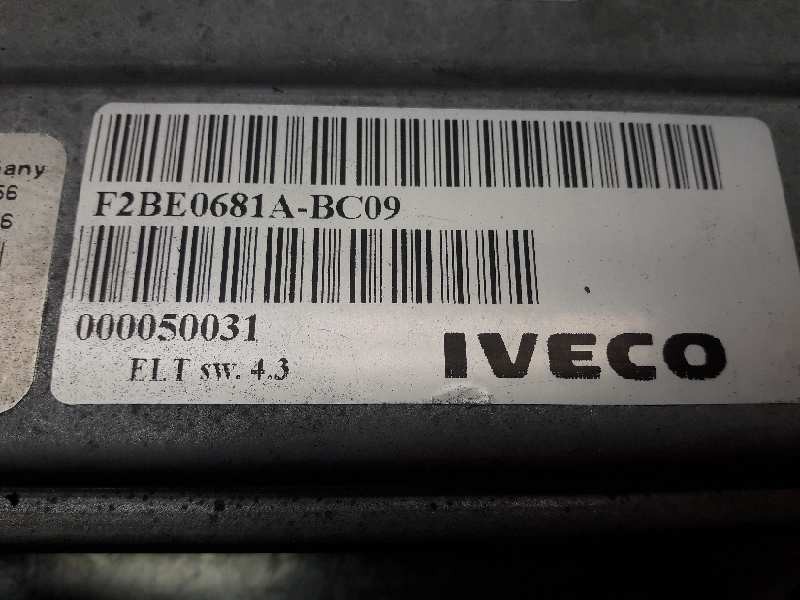 F2BE0681A-BC09
000050031
ELT sw. 4.3
IVECO
any
56
6